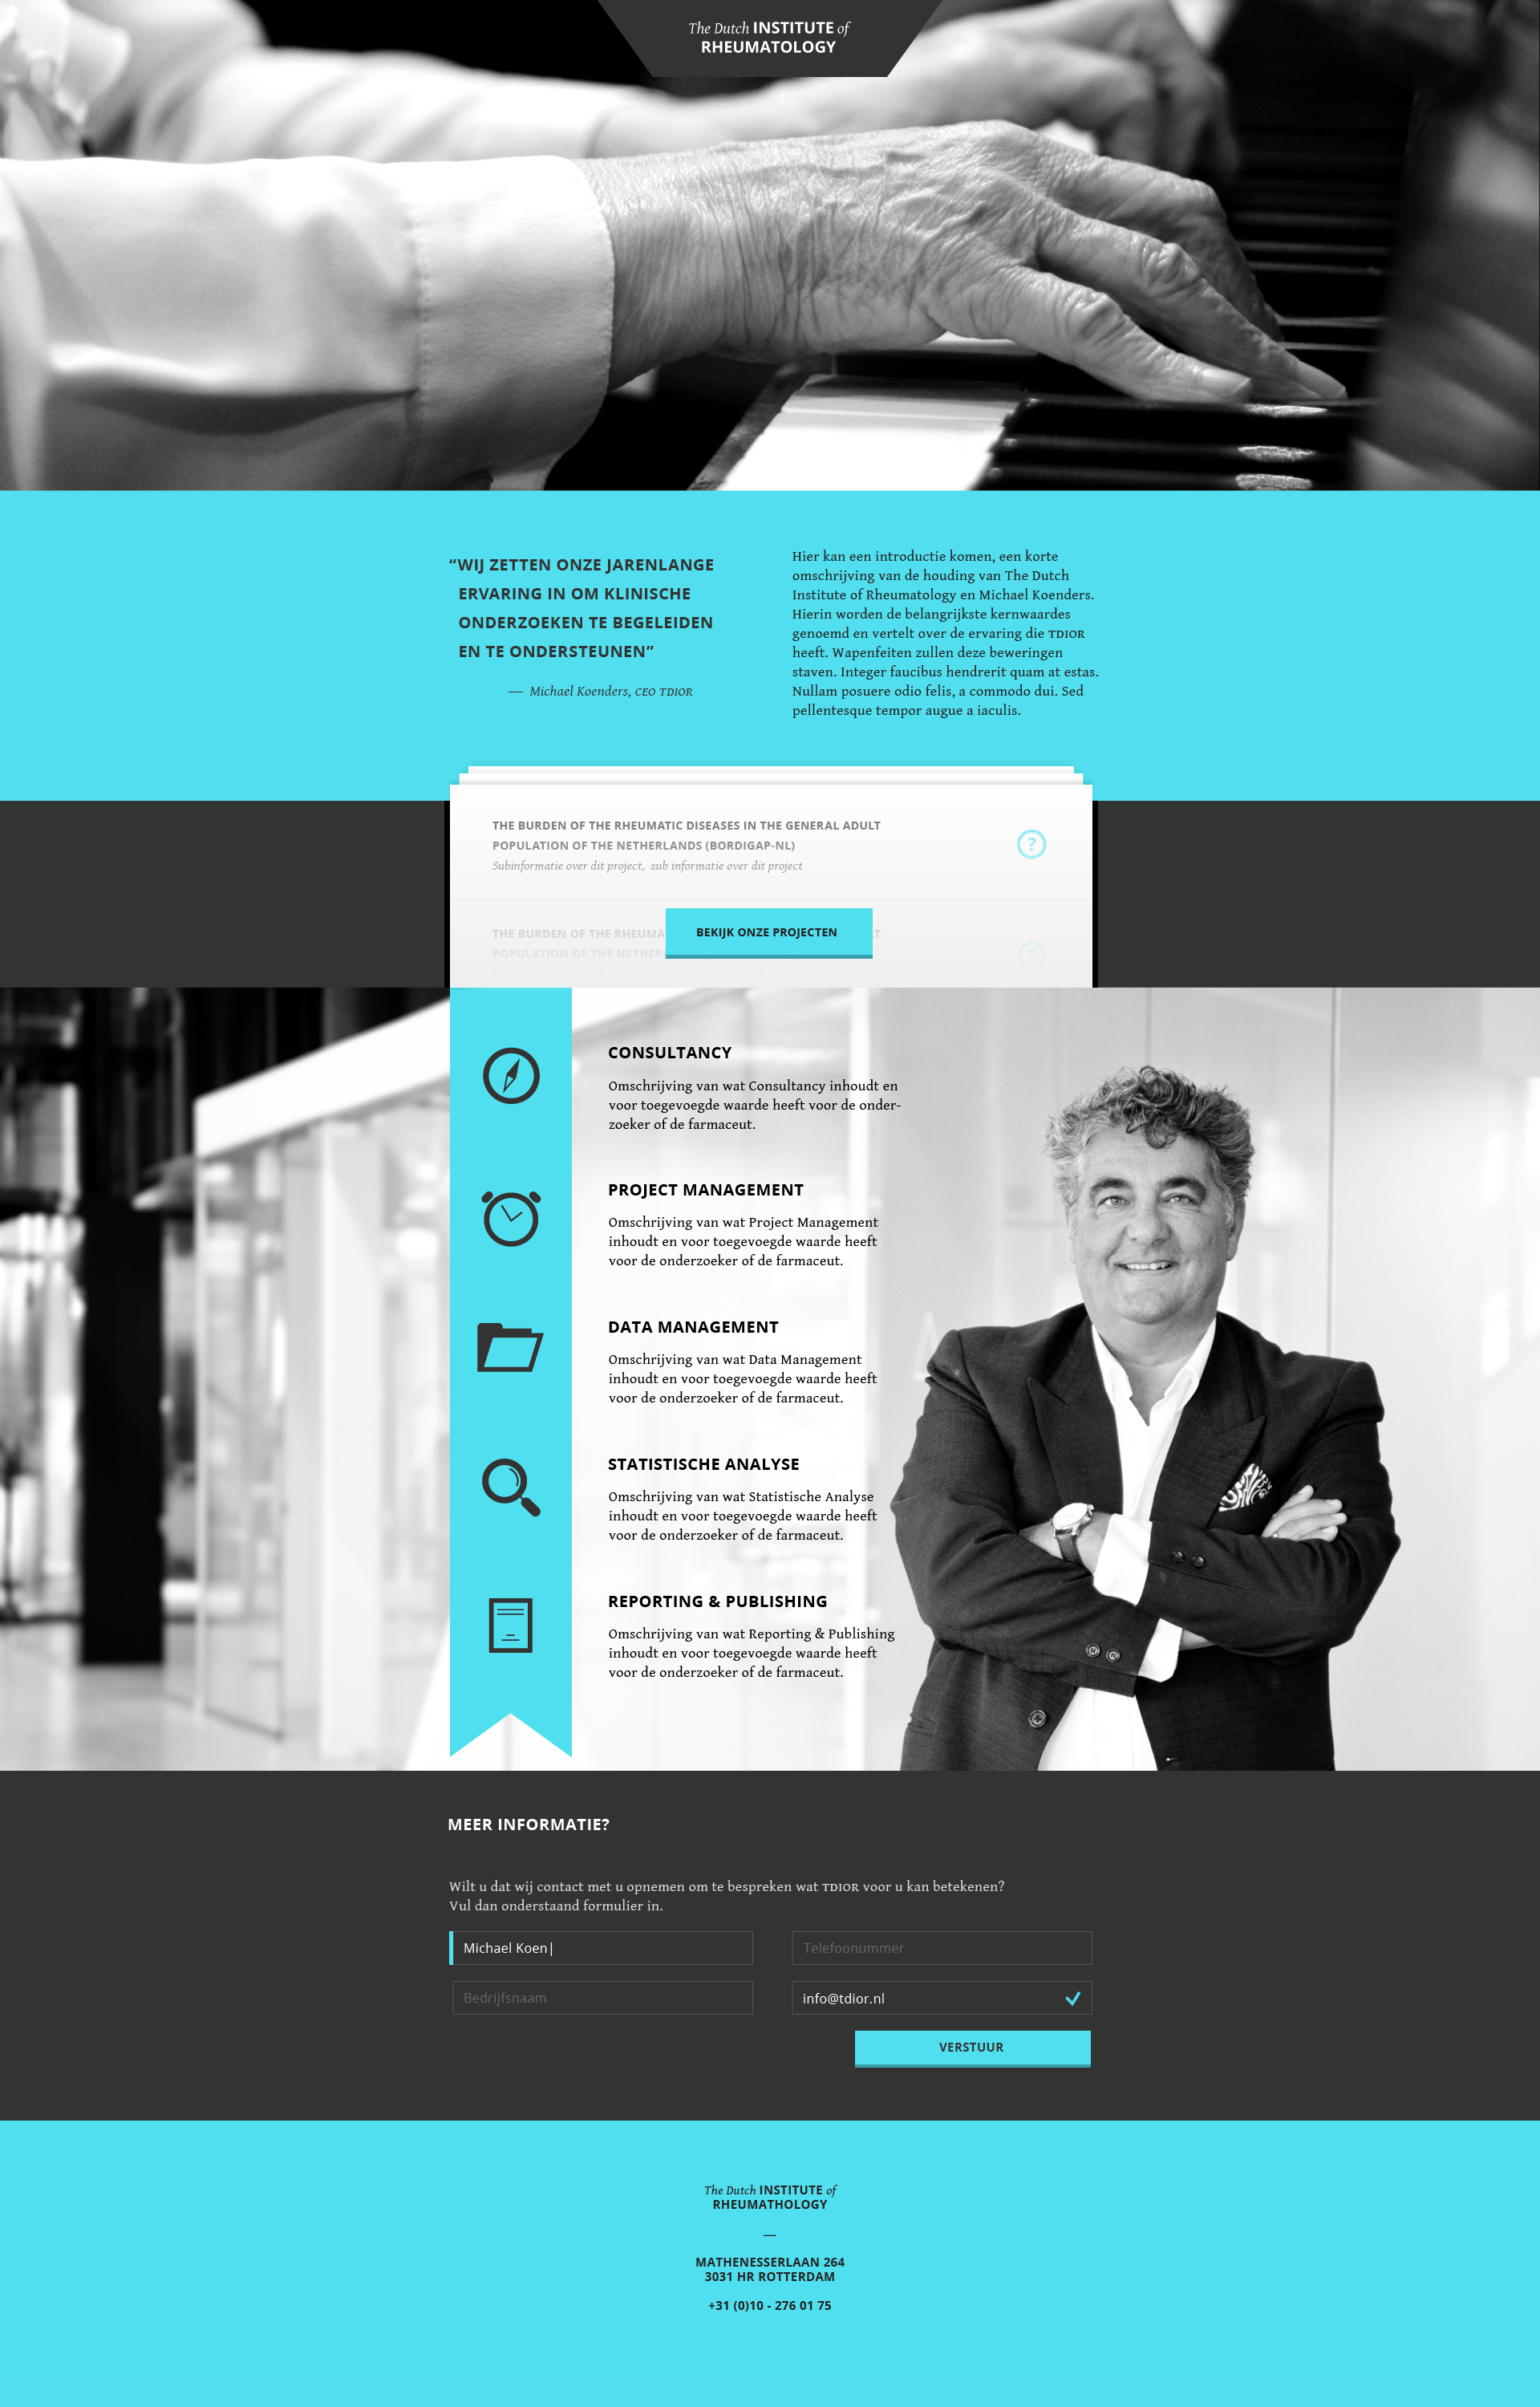 The Dutch INSTITUTE of
RHEUMATOLOGY
“WIJ ZETTEN ONZE JARENLANGE
ERVARING IN OM KLINISCHE
ONDERZOEKEN TE BEGELEIDEN
EN TE ONDERSTEUNEN”
— Michael Koenders, CEO TDIOR
Hier kan een introductie komen, een korte
omschrijving van de houding van The Dutch
Institute of Rheumatology en Michael Koenders.
Hierin worden de belangrijkste kernwaardes
genoemd en vertelt over de ervaring die TDIOR
heeft. Wapenfeiten zullen deze beweringen
staven. Integer faucibus hendrerit quam at estas.
Nullam posuere odio felis, a commodo dui. Sed
pellentesque tempor augue a iaculis.
THE BURDEN OF THE RHEUMATIC DISEASES IN THE GENERAL ADULT
POPULATION OF THE NETHERLANDS (BORDIGAP-NL)
Subinformatie over dit project, sub informatie over dit project
?
THE BURDEN OF THE RHEUMA T
POPULATION OF THE NETHER
?
BEKIJK ONZE PROJECTEN
CONSULTANCY
Omschrijving van wat Consultancy inhoudt en
voor toegevoegde waarde heeft voor de onder-
zoeker of de farmaceut.
PROJECT MANAGEMENT
Omschrijving van wat Project Management
inhoudt en voor toegevoegde waarde heeft
voor de onderzoeker of de farmaceut.
DATA MANAGEMENT
Omschrijving van wat Data Management
inhoudt en voor toegevoegde waarde heeft
voor de onderzoeker of de farmaceut.
STATISTISCHE ANALYSE
Omschrijving van wat Statistische Analyse
inhoudt en voor toegevoegde waarde heeft
voor de onderzoeker of de farmaceut.
REPORTING & PUBLISHING
Omschrijving van wat Reporting & Publishing
inhoudt en voor toegevoegde waarde heeft
voor de onderzoeker of de farmaceut.
MEER INFORMATIE?
Wilt u dat wij contact met u opnemen om te bespreken wat TDIOR voor u kan betekenen?
Vul dan onderstaand formulier in.
Michael Koen|
Telefoonummer
Bedrijfsnaam
info@tdior.nl
VERSTUUR
The Dutch INSTITUTE of
RHEUMATHOLOGY
—
MATHENESSERLAAN 264
3031 HR ROTTERDAM
+31 (0)10 - 276 01 75